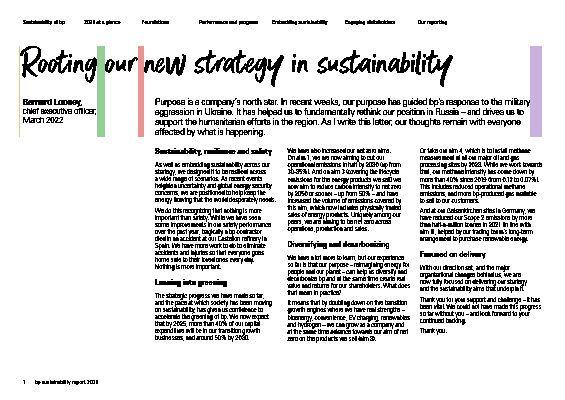 Sustainability at bp
2021 at a glance
Foundations
Performance and progress
Embedding sustainability
Engaging stakeholders
Our reporting
Rooting our new strategy in sustainability
Bernard Looney,
chief executive officer,
March 2022
Purpose is a company's north star. In recent weeks, our purpose has guided bp's response to the military
aggression in Ukraine. It has helped us to fundamentally rethink our position in Russia – and drives us to
support the humanitarian efforts in the region. As I write this letter, our thoughts remain with everyone
affected by what is happening.
Sustainability, resilience and safety
As well as embedding sustainability across our
strategy, we designed it to be resilient across
a wide range of scenarios. As recent events
heighten uncertainty and global energy security
concerns, we are positioned to help keep the
energy flowing that the world desperately needs.
We do this recognizing that nothing is more
important than safety. While we have seen
some improvements in our safety performance
over the past year, tragically a bp contractor
died in an accident at our Castellón refinery in
Spain. We have more work to do to eliminate
accidents and injuries so that everyone goes
home safe to their loved ones, every day.
Nothing is more important.
Leaning into greening
The strategic progress we have made so far,
and the pace at which society has been moving
on sustainability, has given us confidence to
accelerate the greening of bp. We now expect
that by 2025, more than 40% of our capital
expenditure will be in our transition growth
businesses, and around 50% by 2030.
We have also increased our net zero aims.
On aim 1, we are now aiming to cut our
operational emissions in half by 2030 (up from
30-35%). And on aim 3 (covering the lifecycle
emissions for the energy products we sell) we
now aim to reduce carbon intensity to net zero
by 2050 or sooner – up from 50% – and have
increased the volume of emissions covered by
this aim, which now includes physically traded
sales of energy products. Uniquely among our
peers, we are aiming to be net zero across
operations, production and sales.
Diversifying and decarbonizing
We have a lot more to learn, but our experience
so far is that our purpose – reimagining energy for
people and our planet – can help us diversify and
decarbonize bp and at the same time create real
value and returns for our shareholders. What does
that mean in practice?
It means that by doubling down on the transition
growth engines where we have real strengths –
bioenergy, convenience, EV charging, renewables
and hydrogen – we can grow as a company and
at the same time advance towards our aim of net
zero on the products we sell (aim 3).
Or take our aim 4, which is to install methane
measurement at all our major oil and gas
processing sites by 2023. While we work towards
that, our methane intensity has come down by
more than 40% since 2019 (from 0.12 to 0.07%).
This includes reduced operational methane
emissions, and more bp-produced gas available
to sell to our customers.
And at our Gelsenkirchen sites in Germany, we
have reduced our Scope 2 emissions by more
than half-a-million tonnes in 2021 in line with
aim 1, helped by our trading team's long-term
arrangement to purchase renewable energy.
Focused on delivery
With our direction set, and the major
organizational changes behind us, we are
now fully focused on delivering our strategy
and the sustainability aims that underpin it.
Thank you for your support and challenge – it has
been vital. We could not have made this progress
so far without you – and look forward to your
continued backing.
Thank you.
1
bp sustainability report 2021